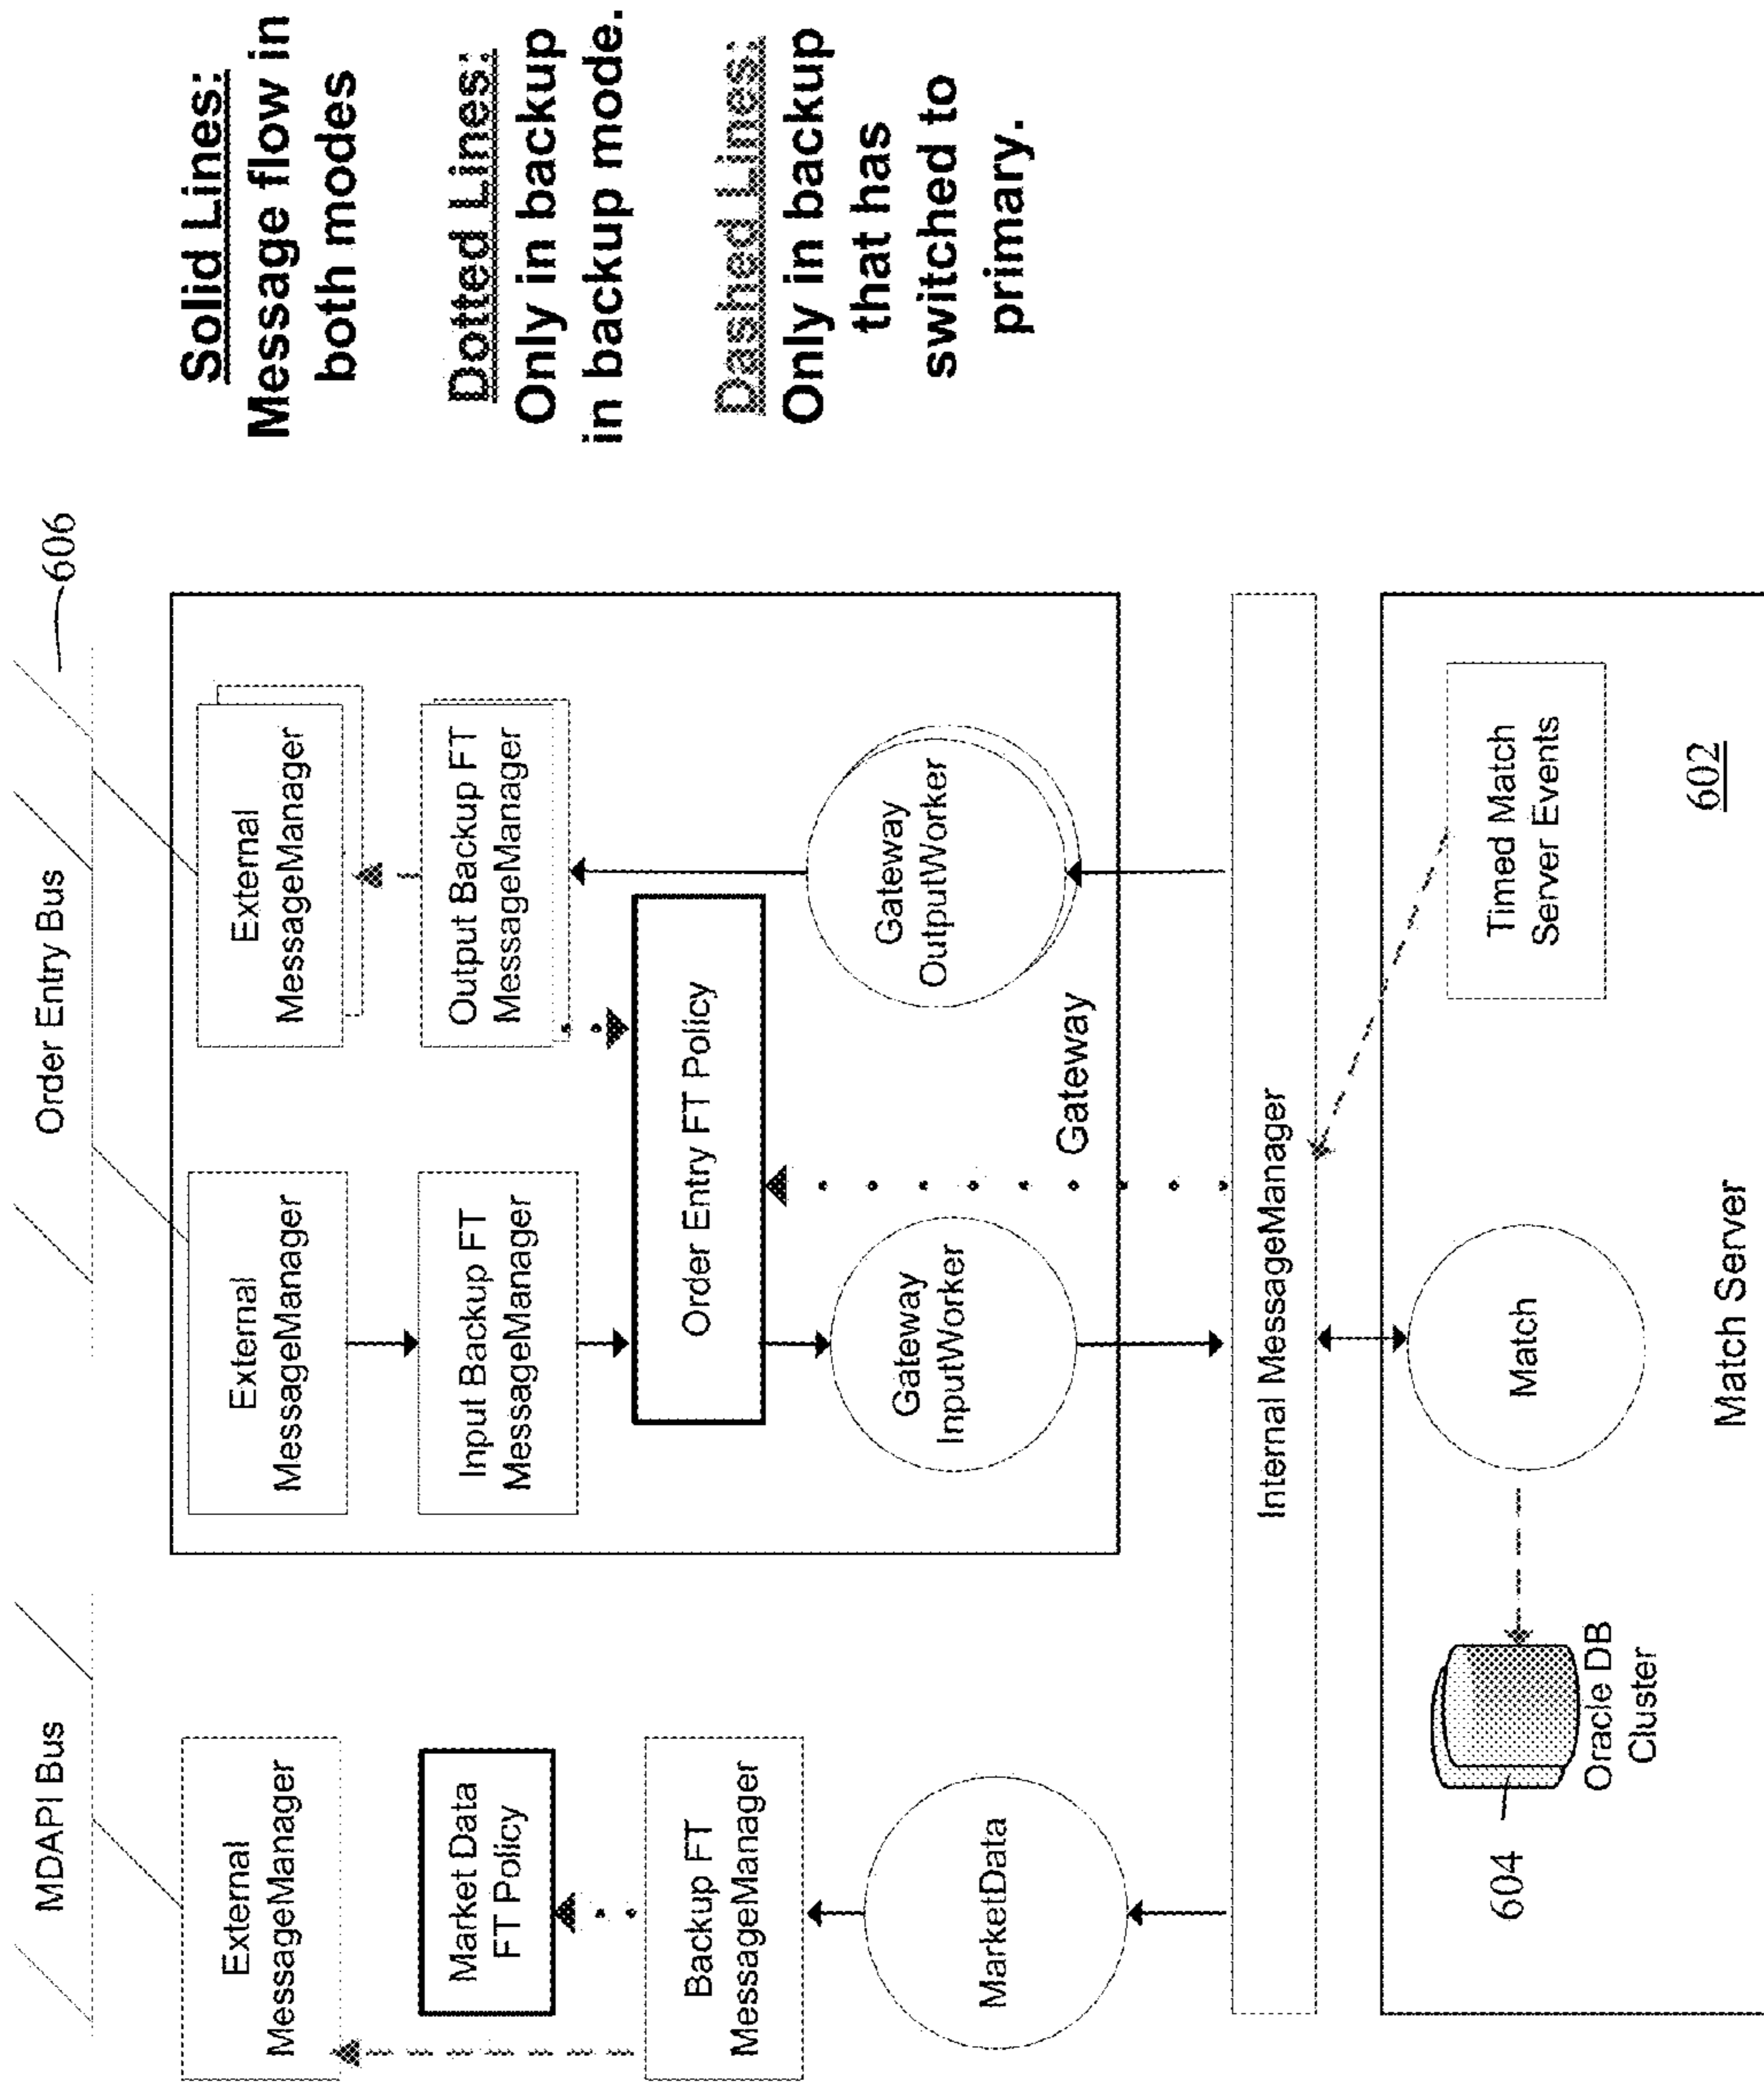 MDAPI Bus
Order Entry Bus
606
External
MessageManager
External
MessageManager
External
MessageManager
Market Data
FT Policy
Input Backup FT
MessageManager
Output Backup FT
MessageManager
Backup FT
MessageManager
Order Entry FT Policy
MarketData
Gateway
InputWorker
Gateway
OutputWorker
Gateway
Internal MessageManager
604
Oracle DB
Cluster
Match
Timed Match
Server Events
Match Server
602
Solid Lines:
Message flow in
both modes
Dotted Lines:
Only in backup
in backup mode.
Dashed Lines:
Only in backup
that has
switched to
primary.